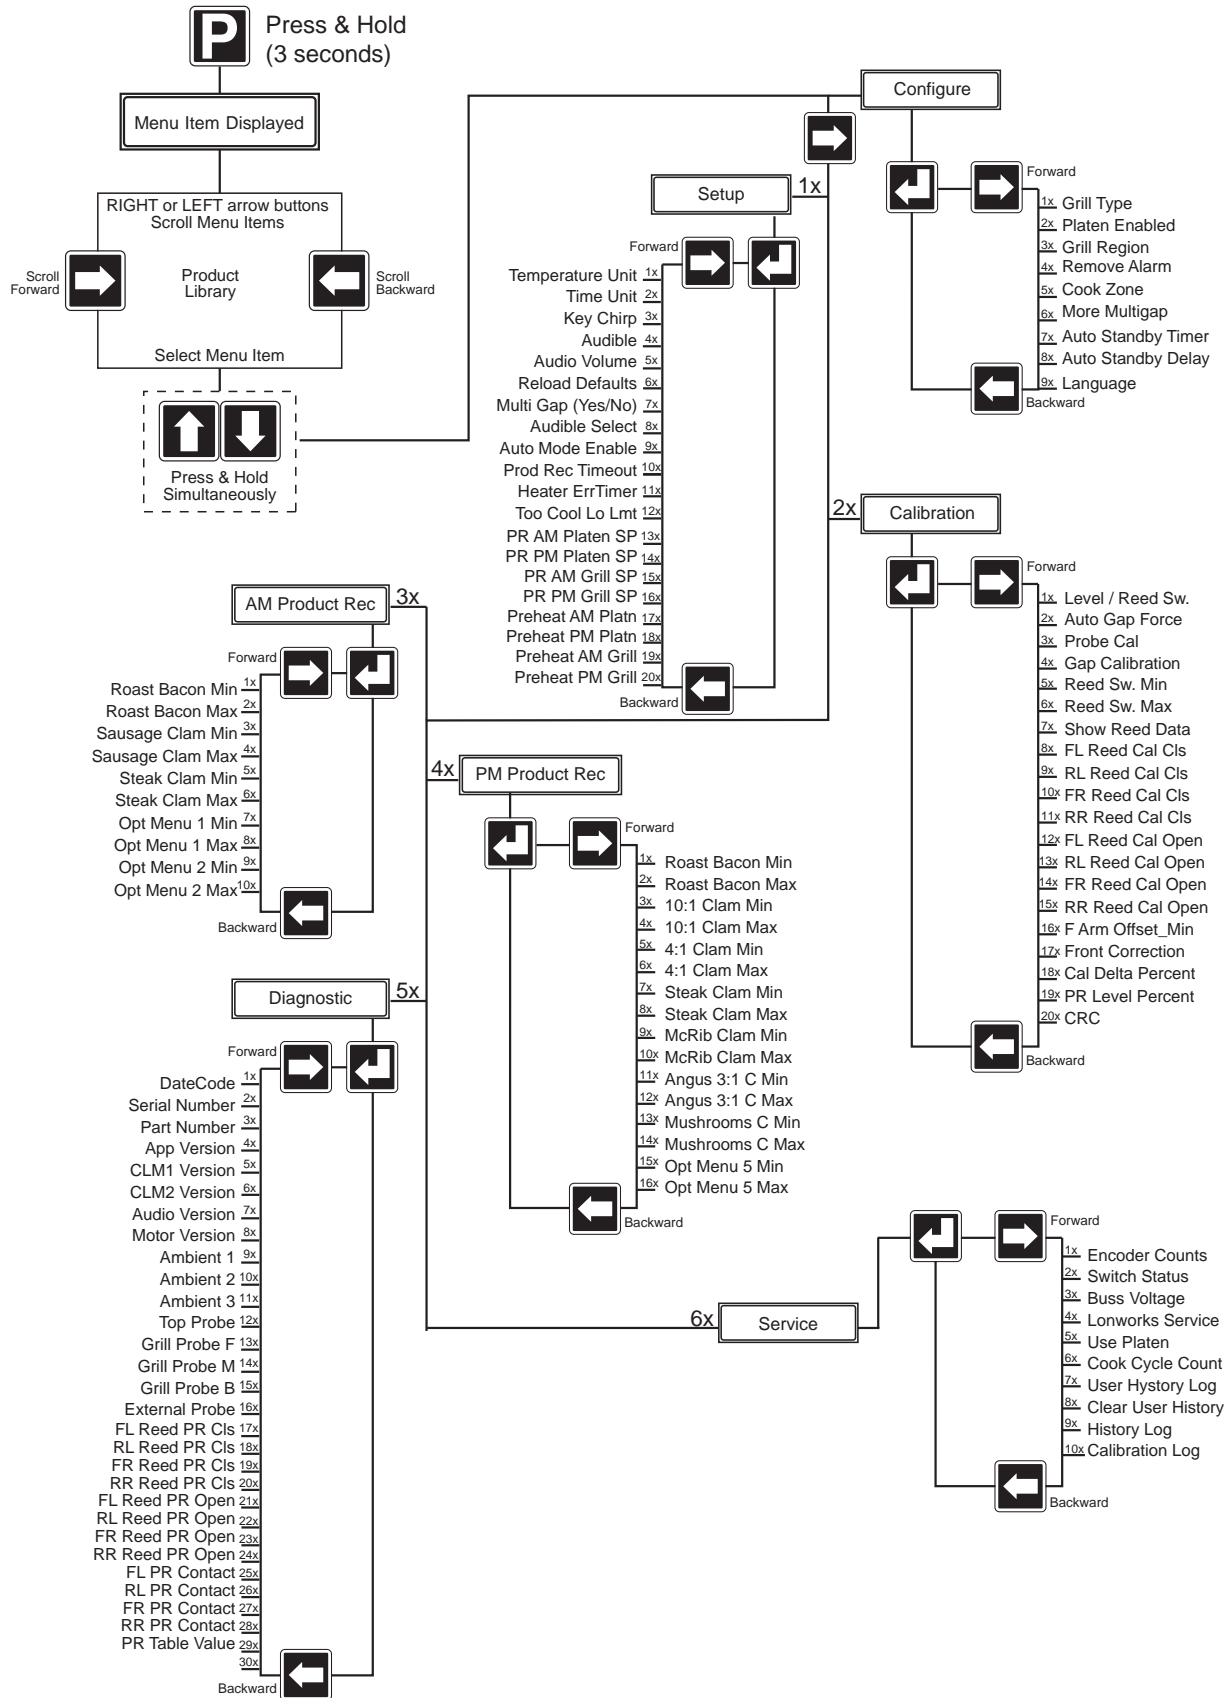 P
Press & Hold
(3 seconds)
Menu Item Displayed
RIGHT or LEFT arrow buttons
Scroll Menu Items
Scroll
Forward
Product
Library
Scroll
Backward
Select Menu Item
Press & Hold
Simultaneously
Configure
Forward
1x Grill Type
2x Platen Enabled
3x Grill Region
4x Remove Alarm
5x Cook Zone
6x More Multigap
7x Auto Standby Timer
8x Auto Standby Delay
9x Language
Backward
Setup
1x
Forward
Temperature Unit 1x
Time Unit 2x
Key Chirp 3x
Audible 4x
Audio Volume 5x
Reload Defaults 6x
Multi Gap (Yes/No) 7x
Audible Select 8x
Auto Mode Enable 9x
Prod Rec Timeout 10x
Heater ErrTimer 11x
Too Cool Lo Lmt 12x
PR AM Platen SP 13x
PR PM Platen SP 14x
PR AM Grill SP 15x
PR PM Grill SP 16x
Preheat AM Platn 17x
Preheat PM Platn 18x
Preheat AM Grill 19x
Preheat PM Grill 20x
Backward
2x
Calibration
Forward
1x Level / Reed Sw.
2x Auto Gap Force
3x Probe Cal
4x Gap Calibration
5x Reed Sw. Min
6x Reed Sw. Max
7x Show Reed Data
8x FL Reed Cal Cls
9x RL Reed Cal Cls
10x FR Reed Cal Cls
11x RR Reed Cal Cls
12x FL Reed Cal Open
13x RL Reed Cal Open
14x FR Reed Cal Open
15x RR Reed Cal Open
16x F Arm Offset_Min
17x Front Correction
18x Cal Delta Percent
19x PR Level Percent
20x CRC
Backward
AM Product Rec
3x
Forward
Roast Bacon Min 1x
Roast Bacon Max 2x
Sausage Clam Min 3x
Sausage Clam Max 4x
Steak Clam Min 5x
Steak Clam Max 6x
Opt Menu 1 Min 7x
Opt Menu 1 Max 8x
Opt Menu 2 Min 9x
Opt Menu 2 Max 10x
Backward
4x
PM Product Rec
Forward
1x Roast Bacon Min
2x Roast Bacon Max
3x 10:1 Clam Min
4x 10:1 Clam Max
5x 4:1 Clam Min
6x 4:1 Clam Max
7x Steak Clam Min
8x Steak Clam Max
9x McRib Clam Min
10x McRib Clam Max
11x Angus 3:1 C Min
12x Angus 3:1 C Max
13x Mushrooms C Min
14x Mushrooms C Max
15x Opt Menu 5 Min
16x Opt Menu 5 Max
Backward
Diagnostic
5x
Forward
DateCode 1x
Serial Number 2x
Part Number 3x
App Version 4x
CLM1 Version 5x
CLM2 Version 6x
Audio Version 7x
Motor Version 8x
Ambient 1 9x
Ambient 2 10x
Ambient 3 11x
Top Probe 12x
Grill Probe F 13x
Grill Probe M 14x
Grill Probe B 15x
External Probe 16x
FL Reed PR Cls 17x
RL Reed PR Cls 18x
FR Reed PR Cls 19x
RR Reed PR Cls 20x
FL Reed PR Open 21x
RL Reed PR Open 22x
FR Reed PR Open 23x
RR Reed PR Open 24x
FL PR Contact 25x
RL PR Contact 26x
FR PR Contact 27x
RR PR Contact 28x
PR Table Value 29x
30x
Backward
6x
Service
Forward
1x Encoder Counts
2x Switch Status
3x Buss Voltage
4x Lonworks Service
5x Use Platen
6x Cook Cycle Count
7x User Hystory Log
8x Clear User History
9x History Log
10x Calibration Log
Backward